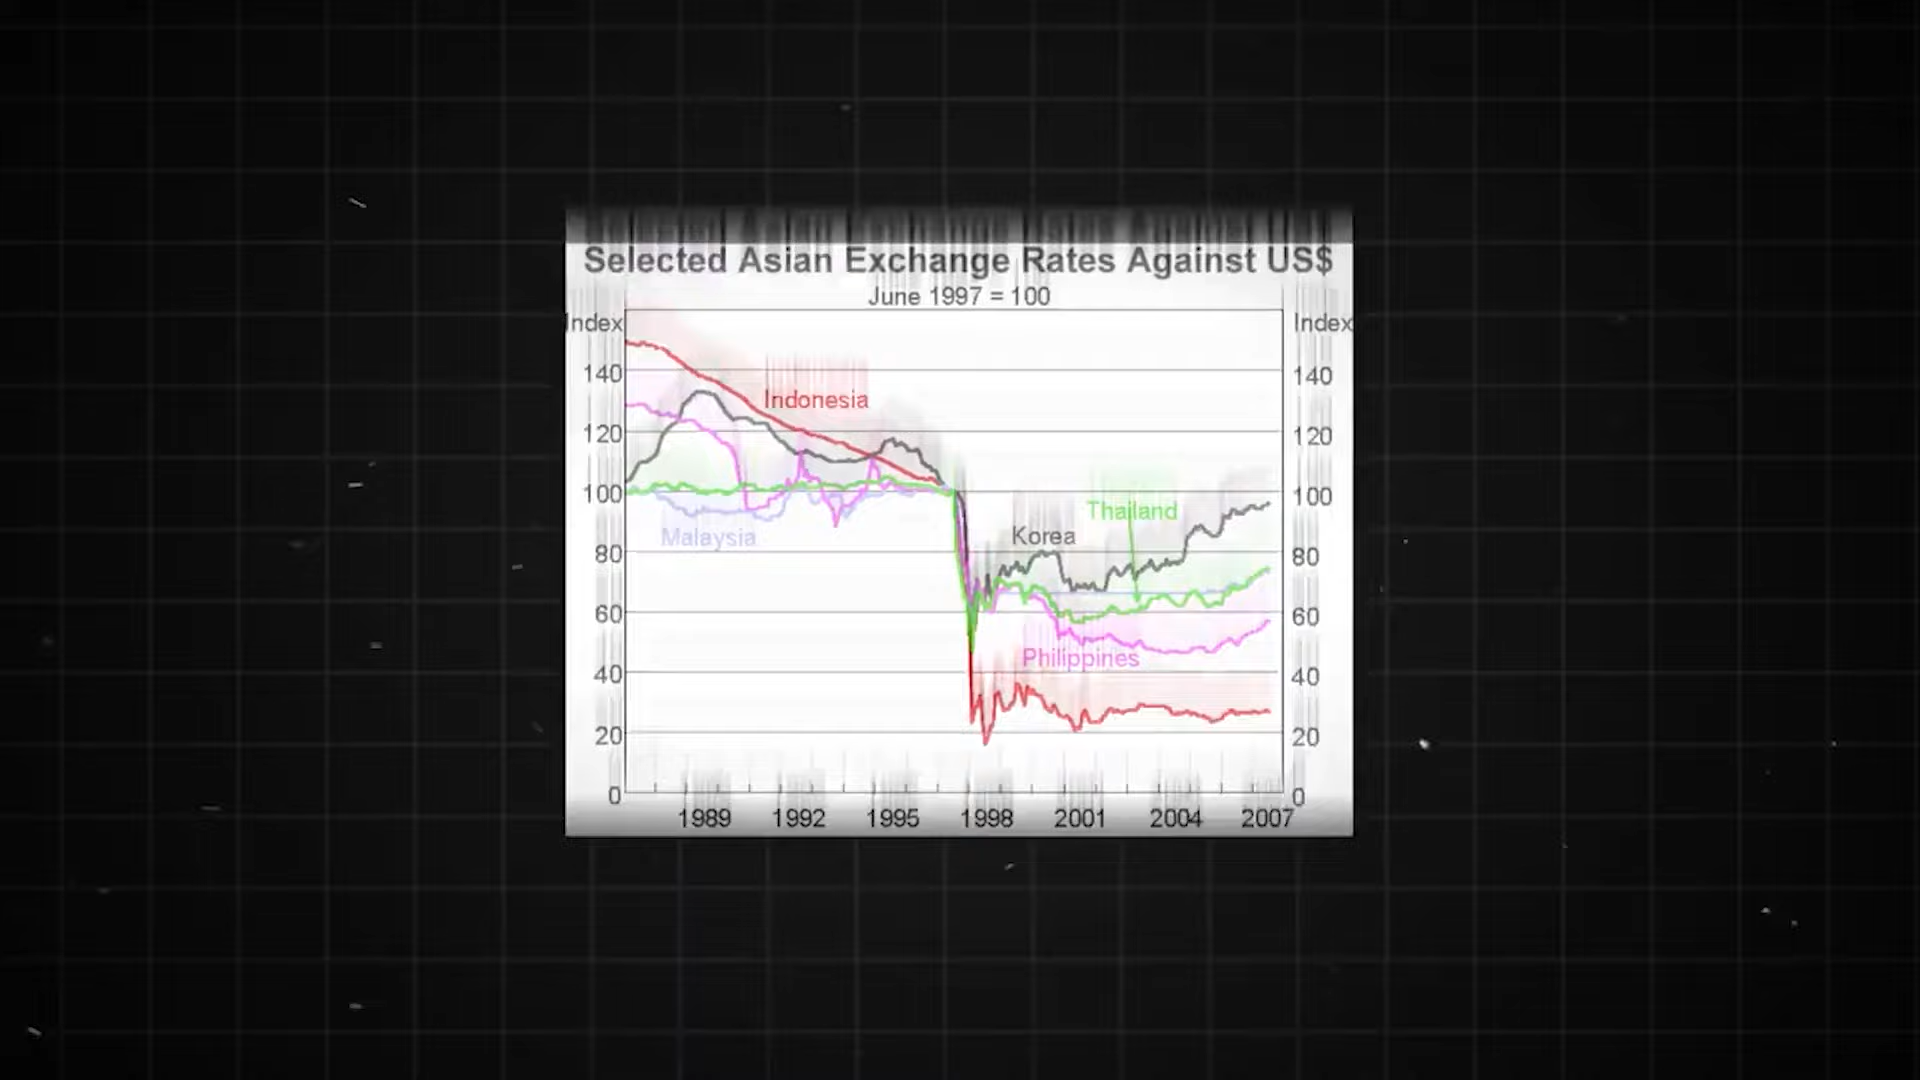 Selected Asian Exchange Rates Against US$
June 1997 = 100
Index Index
140 140
Indonesia
120 120
100 100
Thailand
Malaysia Korea
80 80
60 60
Philippines
40 40
20 20
0 0
1989 1992 1995 1998 2001 2004 2007